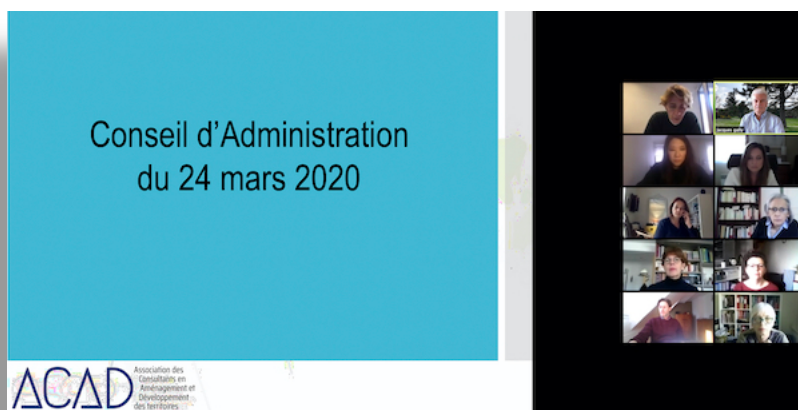 Conseil d'Administration
du 24 mars 2020
ACAD
Association des
Consultants en
Aménagement et
Développement
des territoires